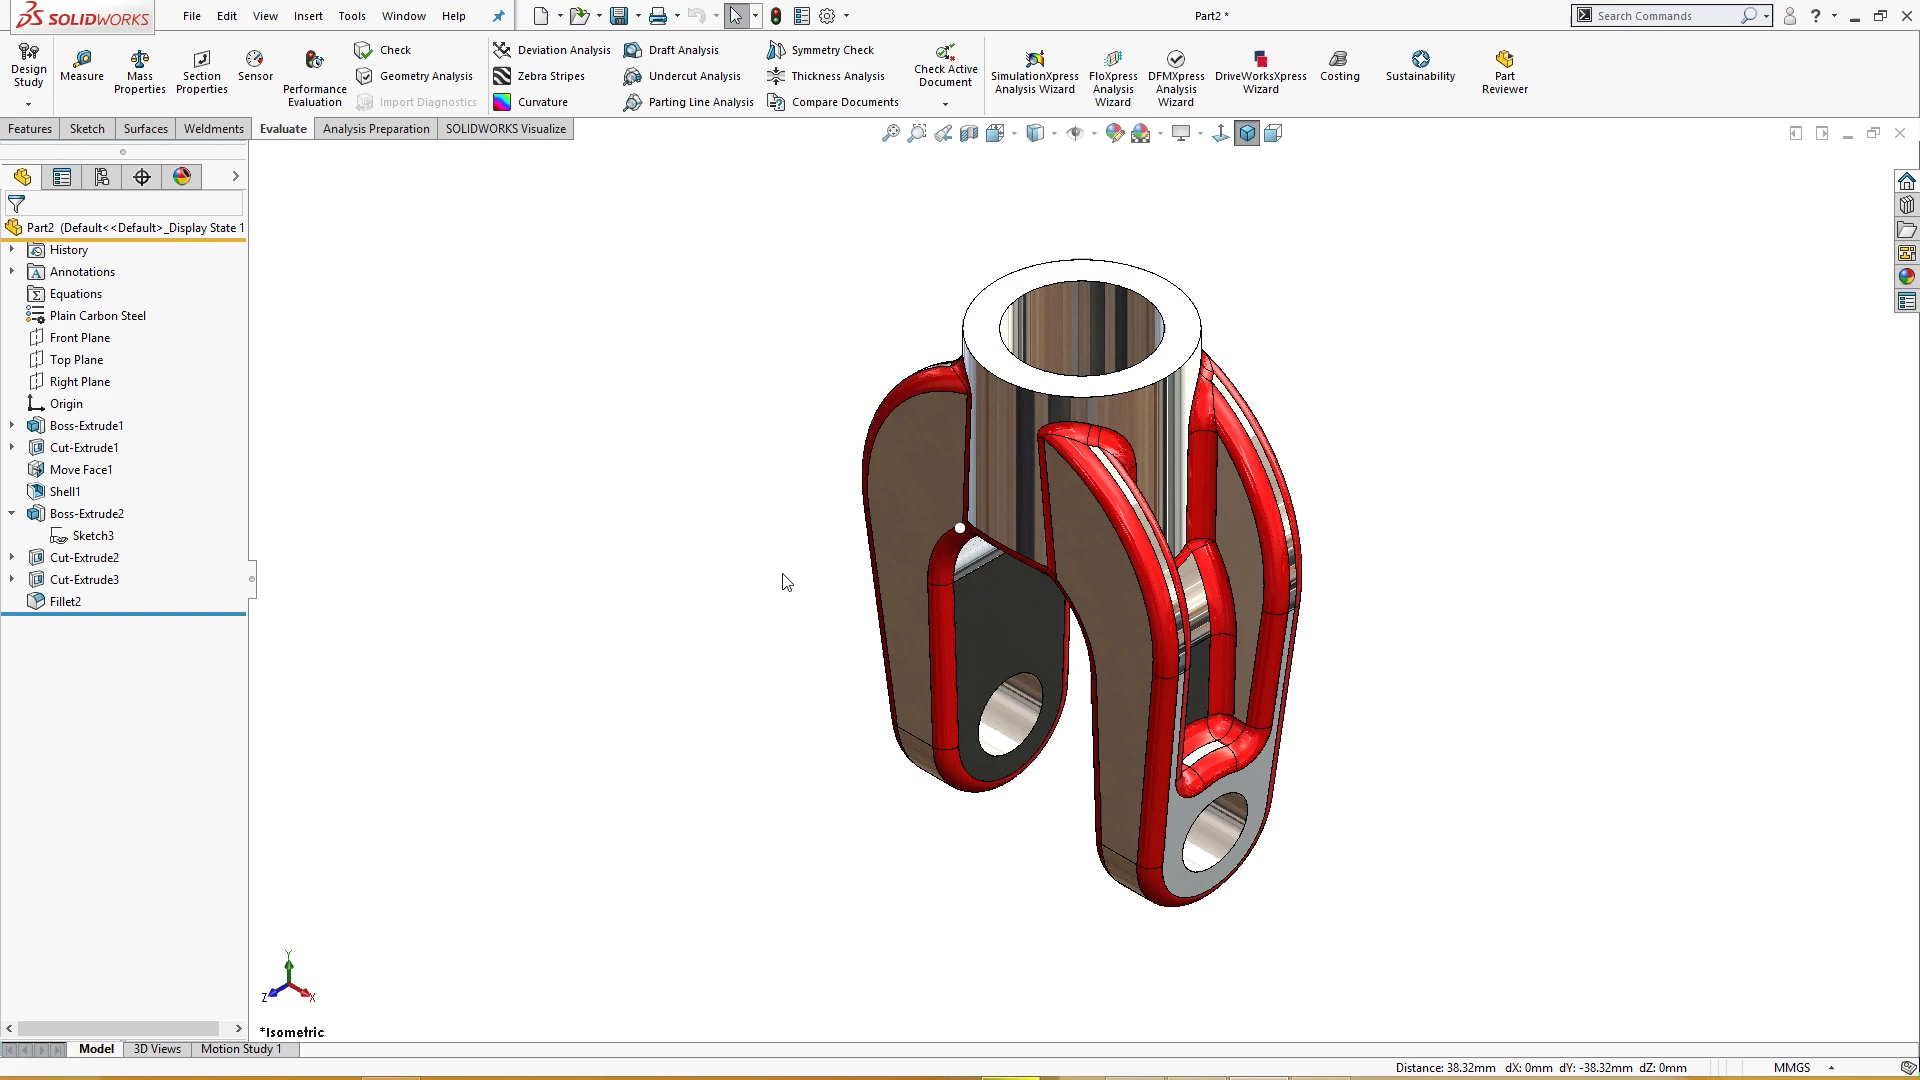 SOLIDWORKS
File Edit View Insert Tools Window Help
Part2 *
Search Commands
Design Study
Measure
Mass Properties
Section Properties
Sensor
Performance Evaluation
Check
Geometry Analysis
Import Diagnostics
Deviation Analysis
Zebra Stripes
Curvature
Draft Analysis
Undercut Analysis
Parting Line Analysis
Symmetry Check
Thickness Analysis
Compare Documents
Check Active Document
SimulationXpress Analysis Wizard
FloXpress Analysis Wizard
DFMXpress Analysis Wizard
DriveWorksXpress Wizard
Costing
Sustainability
Part Reviewer
Features Sketch Surfaces Weldments Evaluate Analysis Preparation SOLIDWORKS Visualize
Part2 (Default<<Default>_Display State 1
History
Annotations
Equations
Plain Carbon Steel
Front Plane
Top Plane
Right Plane
Origin
Boss-Extrude1
Cut-Extrude1
Move Face1
Shell1
Boss-Extrude2
Sketch3
Cut-Extrude2
Cut-Extrude3
Fillet2
Y
Z
X
*Isometric
Model 3D Views Motion Study 1
Distance: 38.32mm dX: 0mm dY: -38.32mm dZ: 0mm MMGS